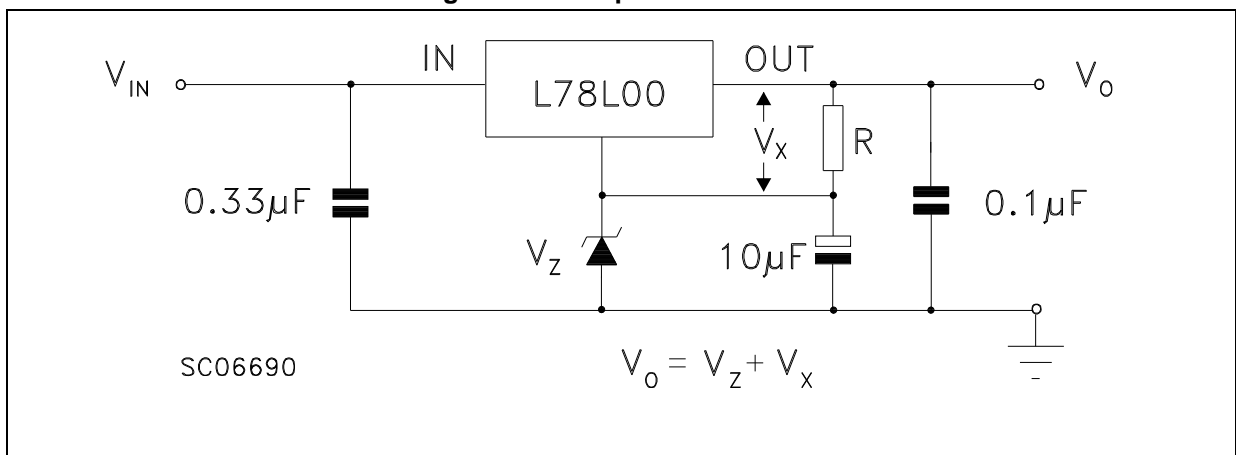 IN
OUT
V_IN
L78L00
V_O
V_X
R
0.33µF
0.1µF
V_Z
10µF
SC06690
V_O = V_Z + V_X